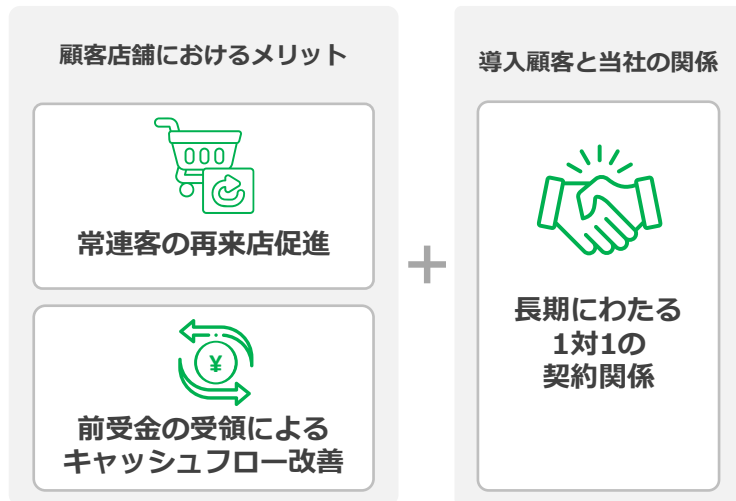 顧客店舗におけるメリット
常連客の再来店促進
¥
前受金の受領による
キャッシュフロー改善
+
導入顧客と当社の関係
長期にわたる
1対1の
契約関係